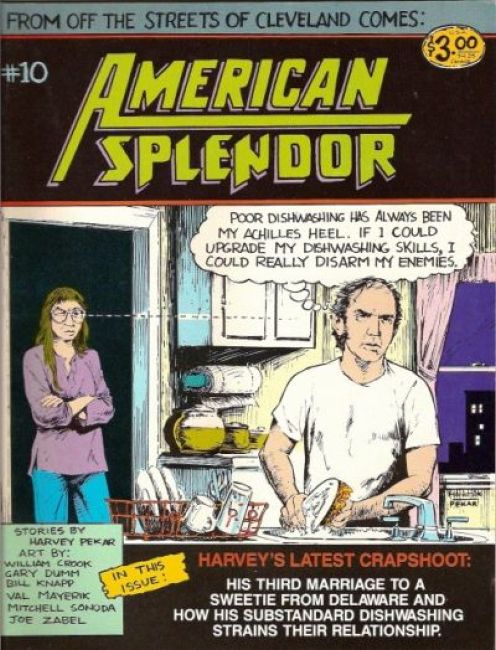 FROM OFF THE STREETS OF CLEVELAND COMES:
$3.00
#10
AMERICAN
SPLENDOR
POOR DISHWASHING HAS ALWAYS BEEN
MY ACHILLES HEEL. IF I COULD
UPGRADE MY DISHWASHING SKILLS, I
COULD REALLY DISARM MY ENEMIES.
PEKAR
STORIES BY
HARVEY PEKAR
ART BY:
WILLIAM CROOK
GARY DUMM
BILL KNAPP
VAL MAYERIK
MITCHELL SONODA
JOE ZABEL
IN THIS
ISSUE:
HARVEY'S LATEST CRAPSHOOT:
HIS THIRD MARRIAGE TO A
SWEETIE FROM DELAWARE AND
HOW HIS SUBSTANDARD DISHWASHING
STRAINS THEIR RELATIONSHIP.